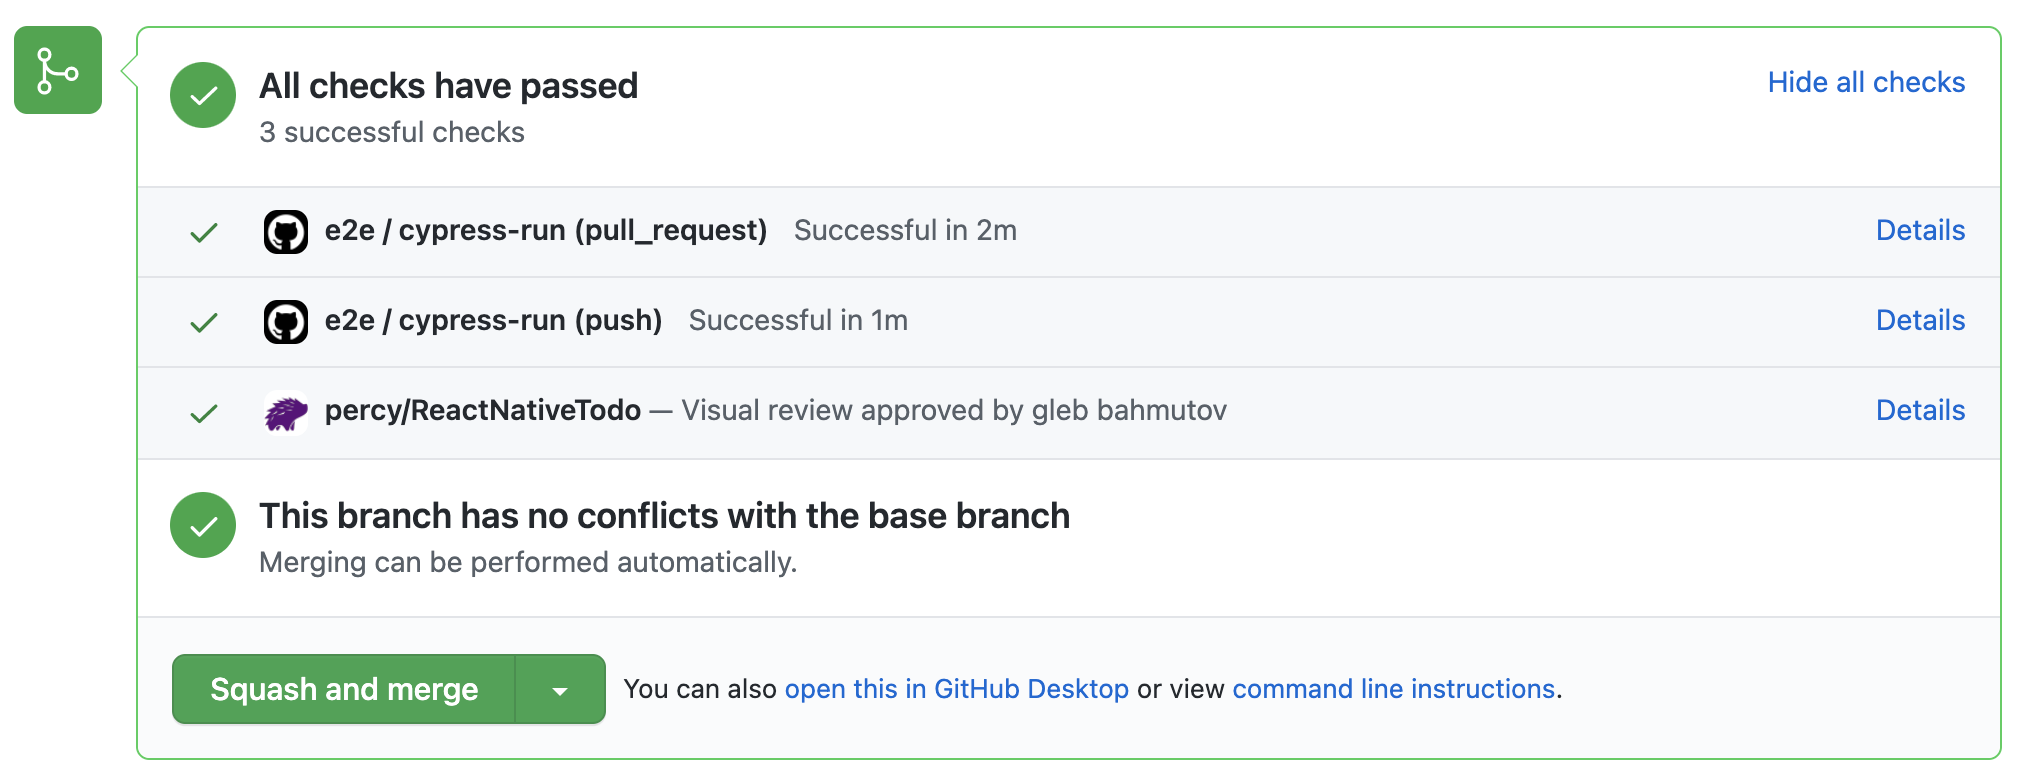 All checks have passed
Hide all checks
3 successful checks
e2e / cypress-run (pull_request) Successful in 2m Details
e2e / cypress-run (push) Successful in 1m Details
percy/ReactNativeTodo — Visual review approved by gleb bahmutov Details
This branch has no conflicts with the base branch
Merging can be performed automatically.
Squash and merge You can also open this in GitHub Desktop or view command line instructions.